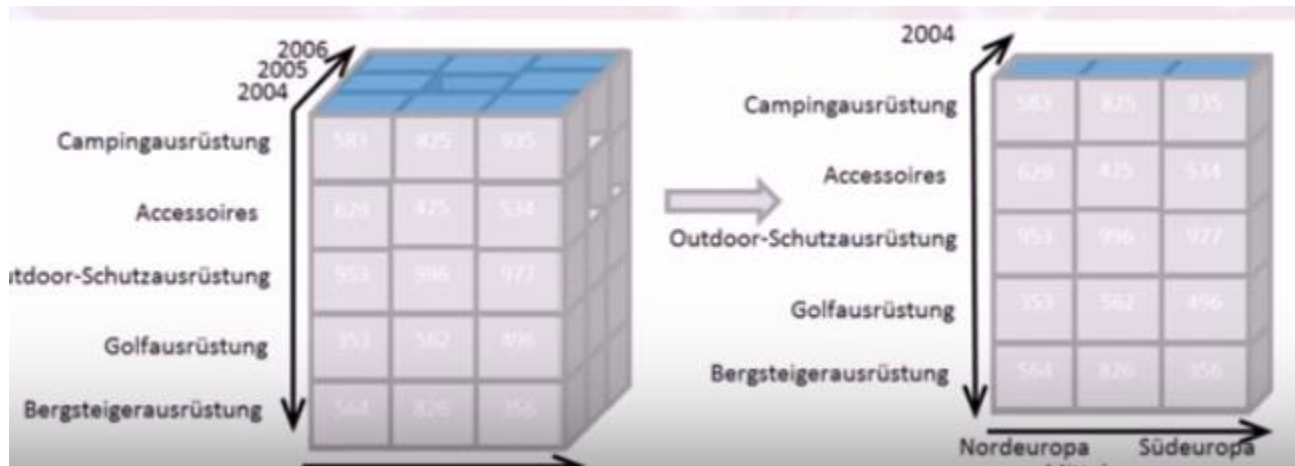 2006
2005
2004
Campingausrüstung
583 825 935
Accessoires
629 425 534
tdoor-Schutzausrüstung
953 996 977
Golfausrüstung
353 562 496
Bergsteigerausrüstung
564 826 356
2004
Campingausrüstung
583 825 935
Accessoires
629 425 534
Outdoor-Schutzausrüstung
953 996 927
Golfausrüstung
353 562 496
Bergsteigerausrüstung
564 826 356
Nordeuropa Südeuropa